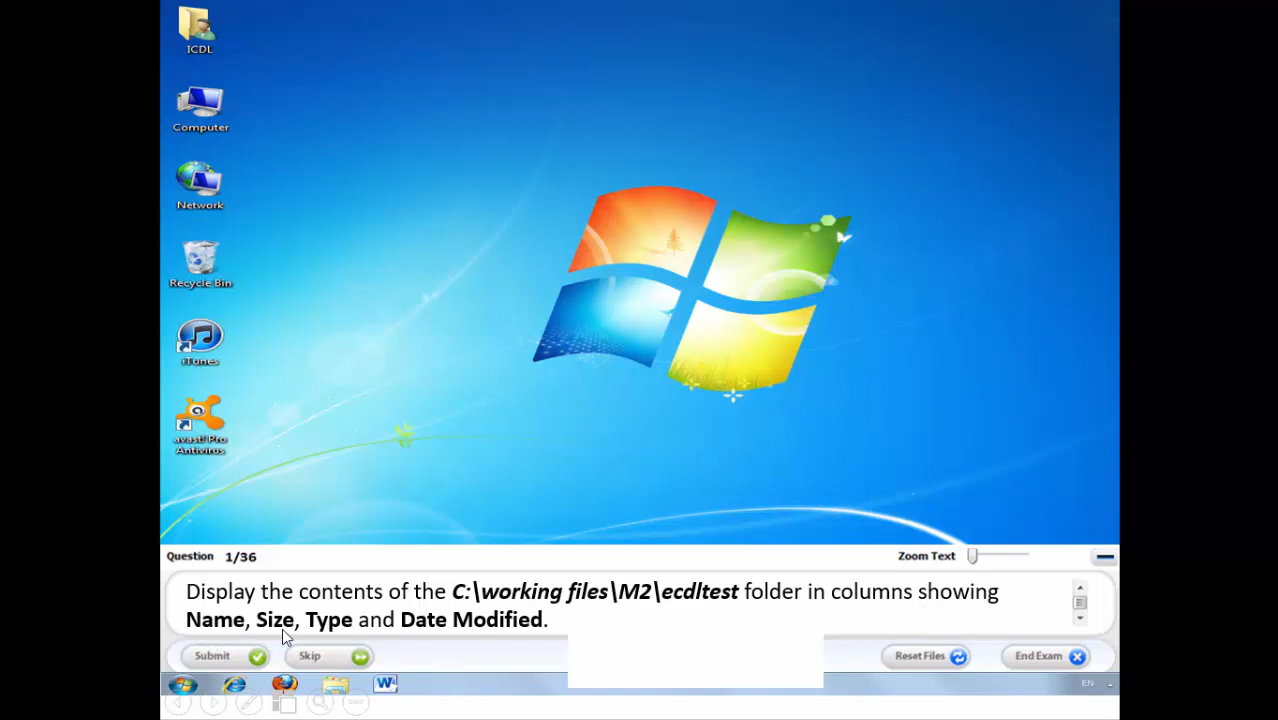 ICDL
Computer
Network
Recycle Bin
iTunes
avast! Pro
Antivirus
Question 1/36
Zoom Text
Display the contents of the C:\working files\M2\ecdltest folder in columns showing
Name, Size, Type and Date Modified.
Submit
Skip
Reset Files
End Exam
EN